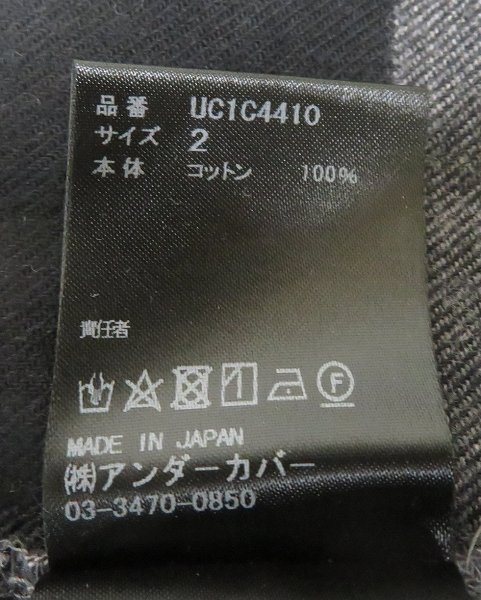 品番 UC1C4410
サイズ 2
本体 コットン 100%
責任者
F
MADE IN JAPAN
㈱アンダーカバー
03-3470-0850